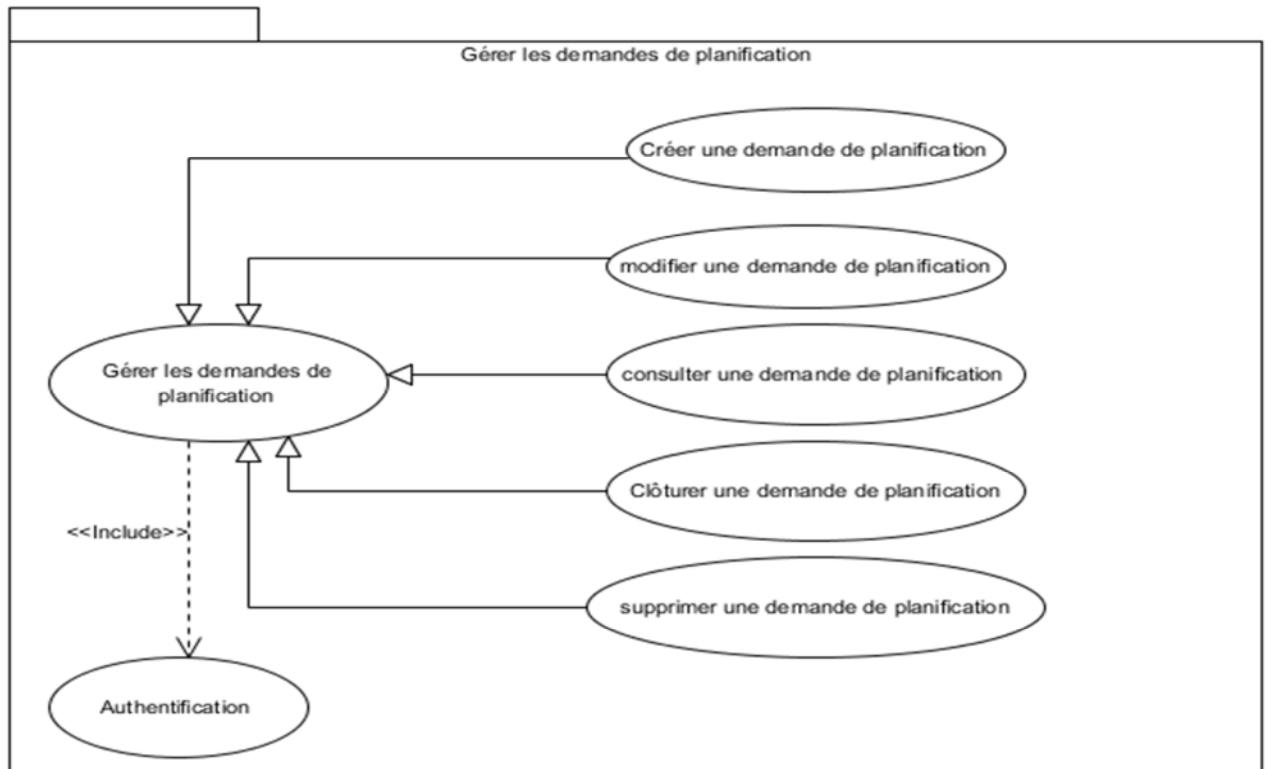 Gérer les demandes de planification
Créer une demande de planification
modifier une demande de planification
Gérer les demandes de
planification
consulter une demande de planification
Clôturer une demande de planification
<<Include>>
supprimer une demande de planification
Authentification